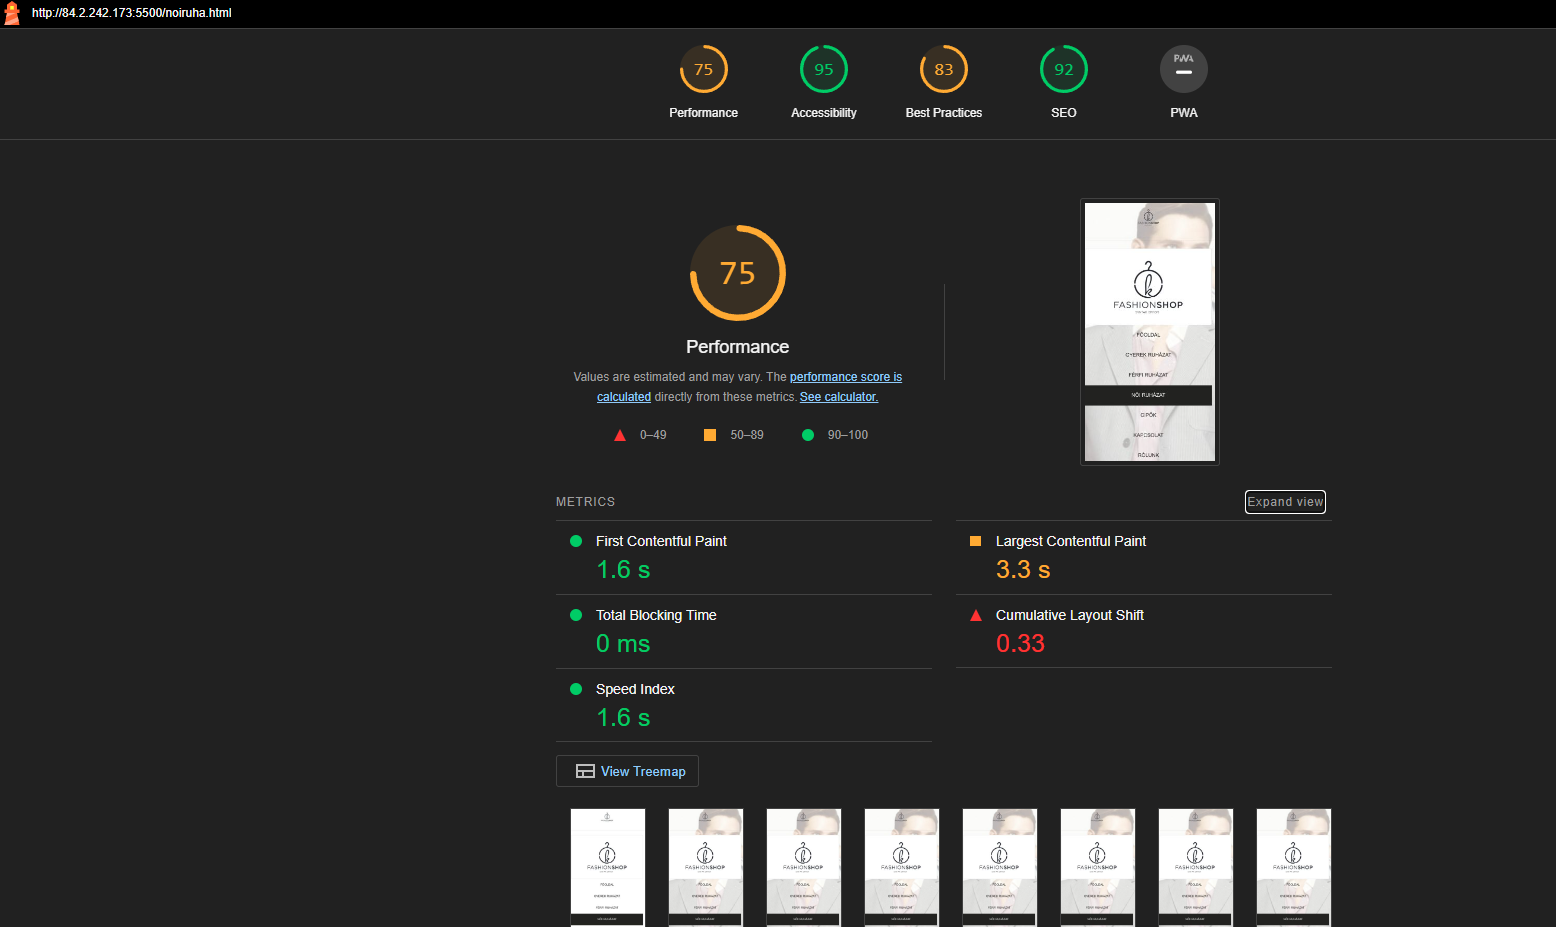 http://84.2.242.173:5500/noiruha.html
75
95
83
92
PWA
Performance
Accessibility
Best Practices
SEO
PWA
75
Performance
Values are estimated and may vary. The performance score is
calculated directly from these metrics. See calculator.
0–49
50–89
90–100
k
FASHIONSHOP
FŐOLDAL
GYEREK RUHÁZAT
FÉRFI RUHÁZAT
NŐI RUHÁZAT
CIPŐK
KAPCSOLAT
RÓLUNK
METRICS
Expand view
First Contentful Paint
1.6 s
Largest Contentful Paint
3.3 s
Total Blocking Time
0 ms
Cumulative Layout Shift
0.33
Speed Index
1.6 s
View Treemap
FASHIONSHOP
FASHIONSHOP
FASHIONSHOP
FASHIONSHOP
FASHIONSHOP
FASHIONSHOP
FASHIONSHOP
FASHIONSHOP